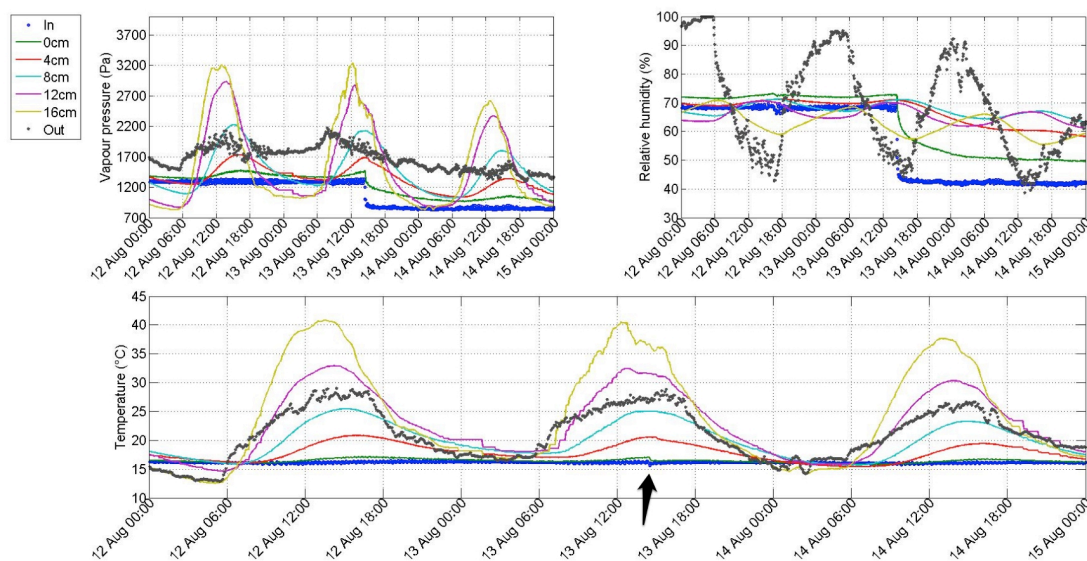 In
0cm
4cm
8cm
12cm
16cm
Out
Vapour pressure (Pa)
3700
3200
2700
2200
1700
1200
700
12 Aug 00:00
12 Aug 06:00
12 Aug 12:00
12 Aug 18:00
13 Aug 00:00
13 Aug 06:00
13 Aug 12:00
13 Aug 18:00
14 Aug 00:00
14 Aug 06:00
14 Aug 12:00
14 Aug 18:00
15 Aug 00:00
Relative humidity (%)
100
90
80
70
60
50
40
30
12 Aug 00:00
12 Aug 06:00
12 Aug 12:00
12 Aug 18:00
13 Aug 00:00
13 Aug 06:00
13 Aug 12:00
13 Aug 18:00
14 Aug 00:00
14 Aug 06:00
14 Aug 12:00
14 Aug 18:00
15 Aug 00:00
Temperature (°C)
45
40
35
30
25
20
15
10
12 Aug 00:00
12 Aug 06:00
12 Aug 12:00
12 Aug 18:00
13 Aug 00:00
13 Aug 06:00
13 Aug 12:00
13 Aug 18:00
14 Aug 00:00
14 Aug 06:00
14 Aug 12:00
14 Aug 18:00
15 Aug 00:00